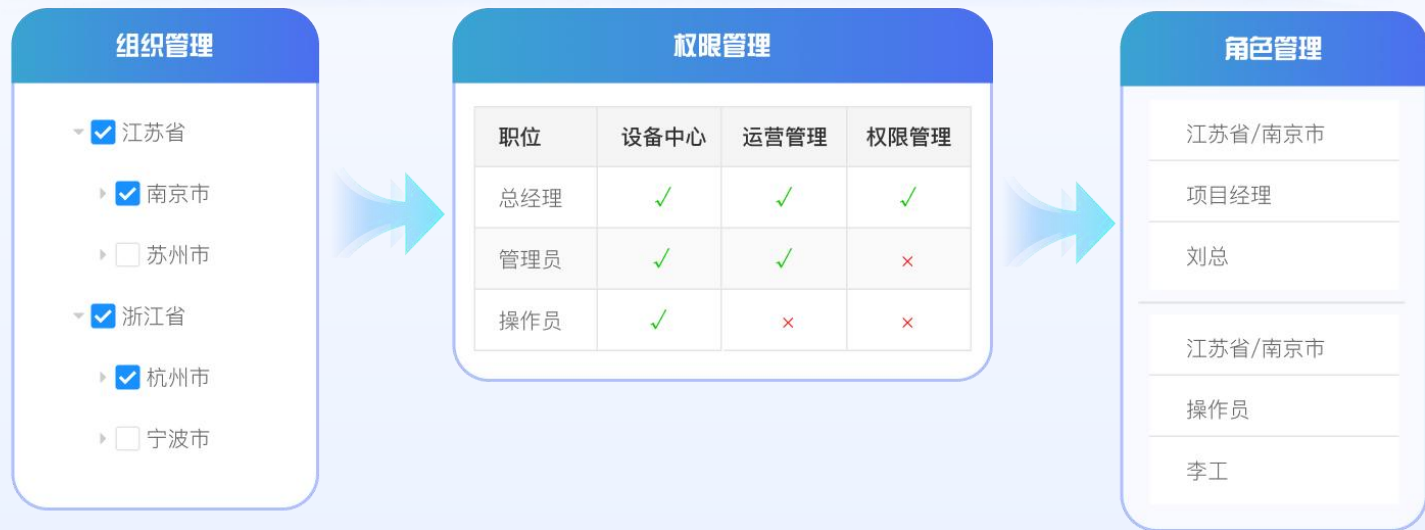 组织管理
江苏省
南京市
苏州市
浙江省
杭州市
宁波市
权限管理
职位 设备中心 运营管理 权限管理
总经理 √ √ √
管理员 √ √ ×
操作员 √ × ×
角色管理
江苏省/南京市
项目经理
刘总
江苏省/南京市
操作员
李工